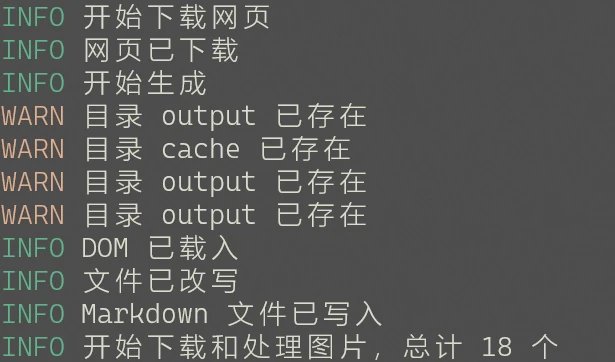 INFO 开始下载网页
INFO 网页已下载
INFO 开始生成
WARN 目录 output 已存在
WARN 目录 cache 已存在
WARN 目录 output 已存在
WARN 目录 output 已存在
INFO DOM 已载入
INFO 文件已改写
INFO Markdown 文件已写入
INFO 开始下载和处理图片，总计 18 个